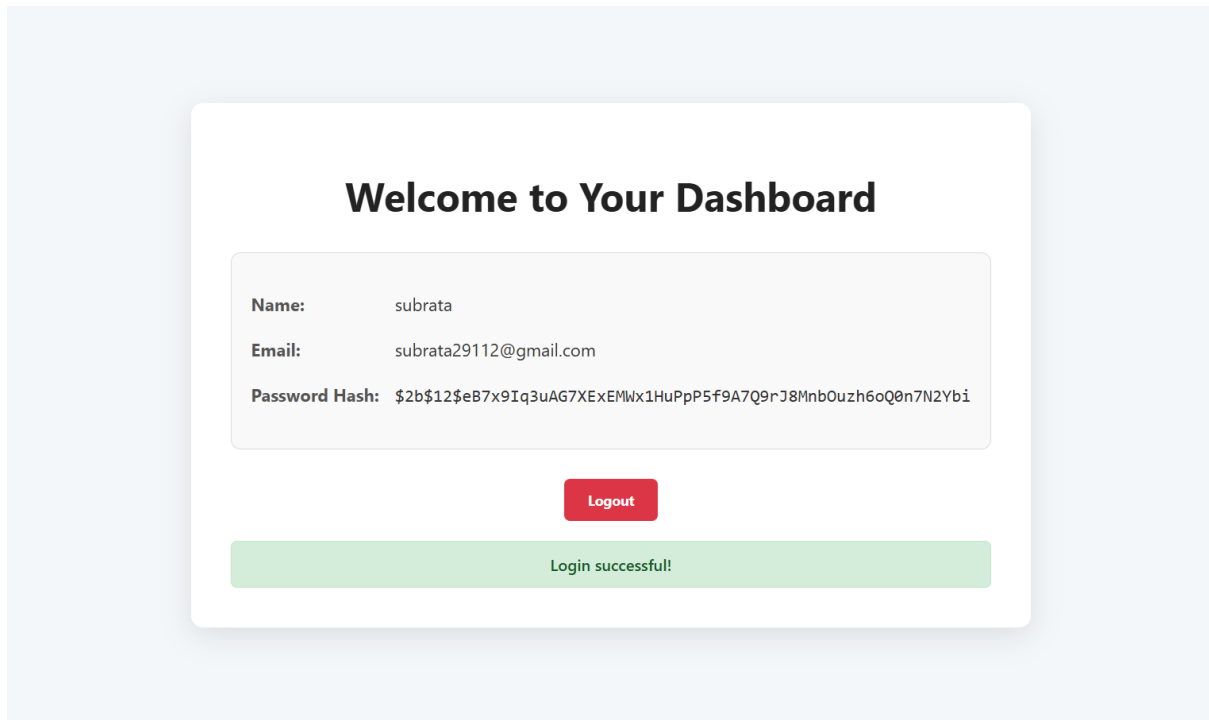 Welcome to Your Dashboard
Name: subrata
Email: subrata29112@gmail.com
Password Hash: $2b$12$eB7x9Iq3uAG7XExEMWx1HuPpP5f9A7Q9rJ8MnbOuzh6oQ0n7N2Ybi
Logout
Login successful!